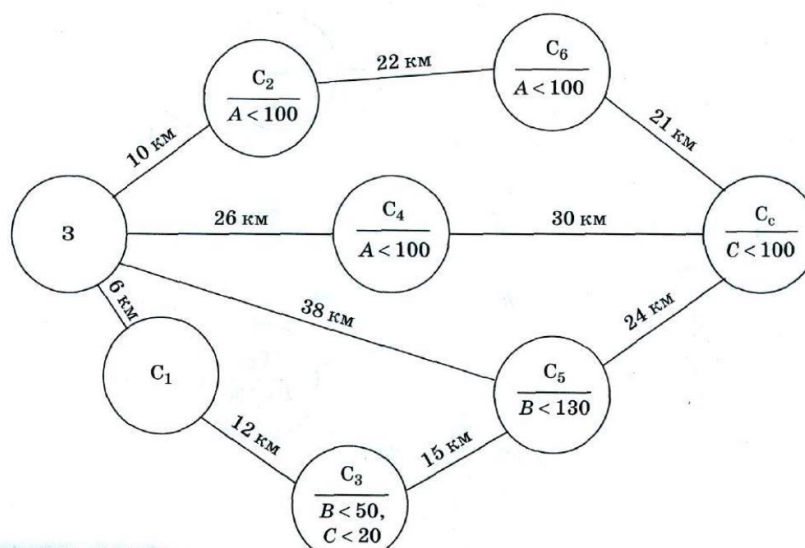 22 км
C₆
A < 100
C₂
A < 100
10 км
21 км
З
26 км
C₄
A < 100
30 км
Cc
C < 100
6 км
38 км
24 км
C₁
C₅
B < 130
12 км
15 км
C₃
B < 50,
C < 20